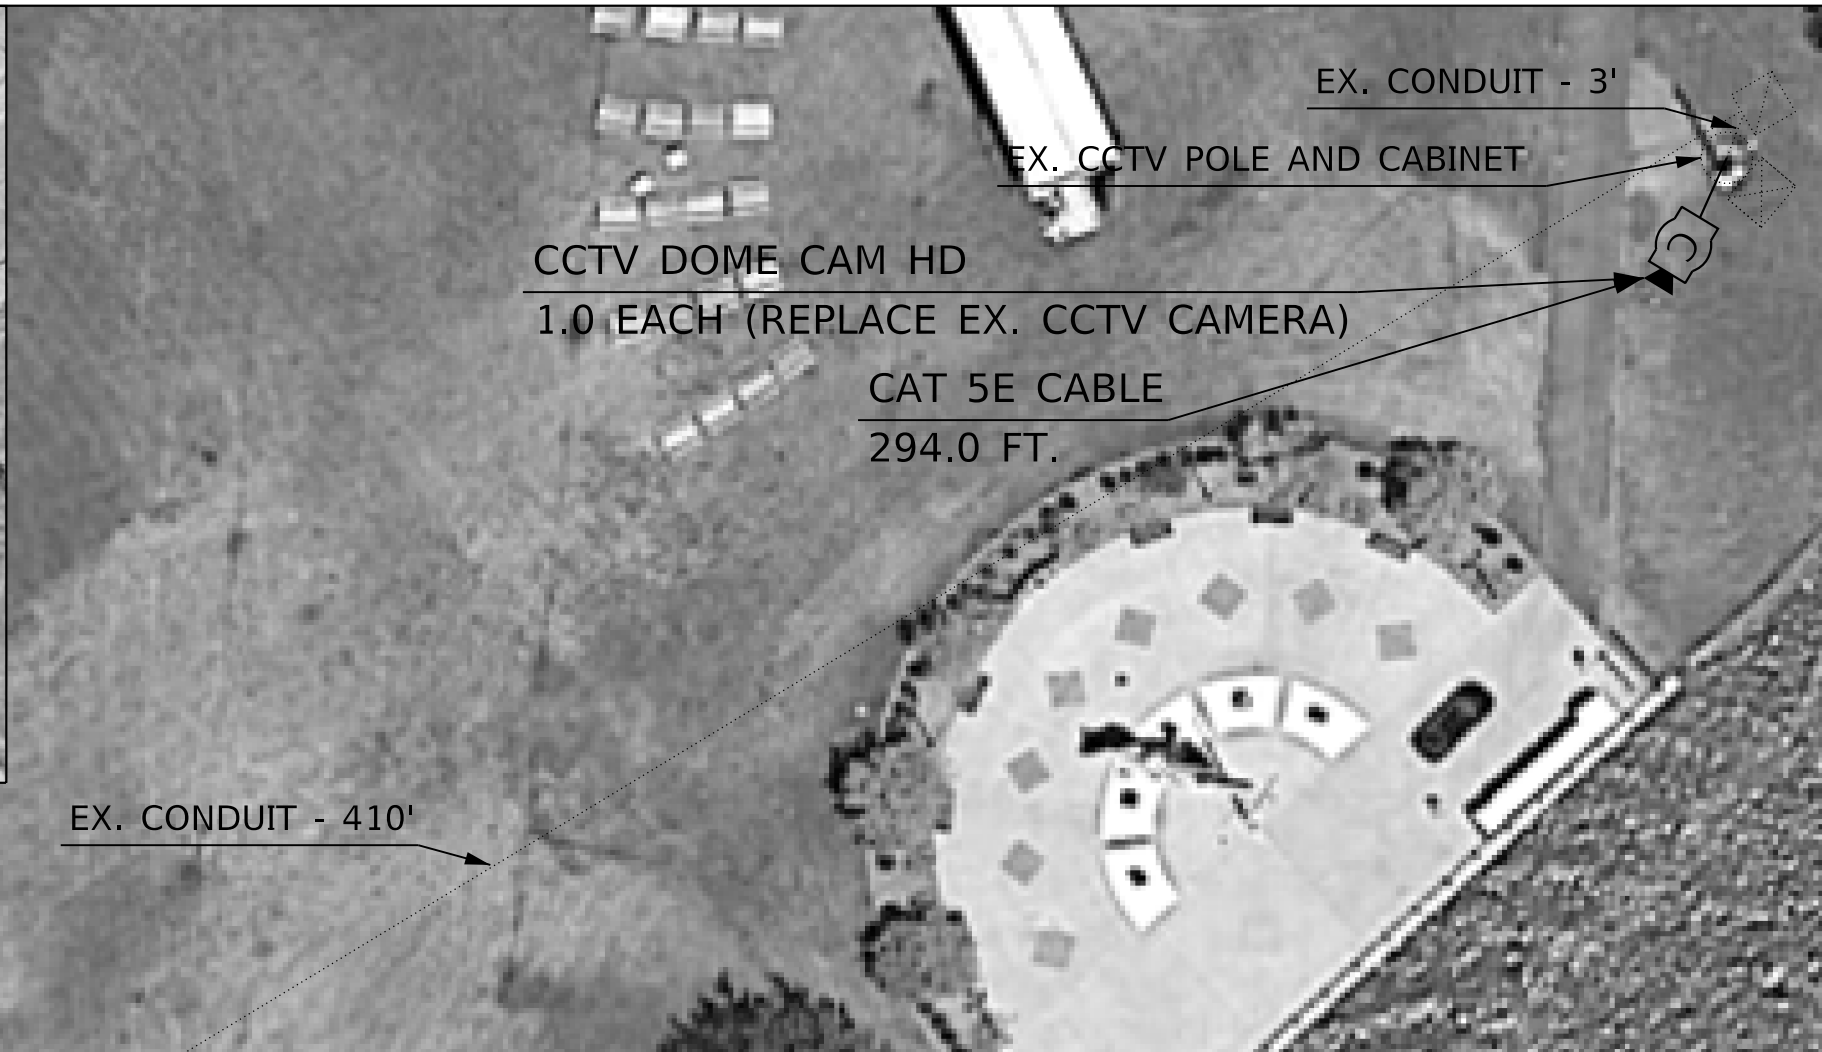 EX. CONDUIT - 3'
EX. CCTV POLE AND CABINET
CCTV DOME CAM HD
1.0 EACH (REPLACE EX. CCTV CAMERA)
CAT 5E CABLE
294.0 FT.
EX. CONDUIT - 410'